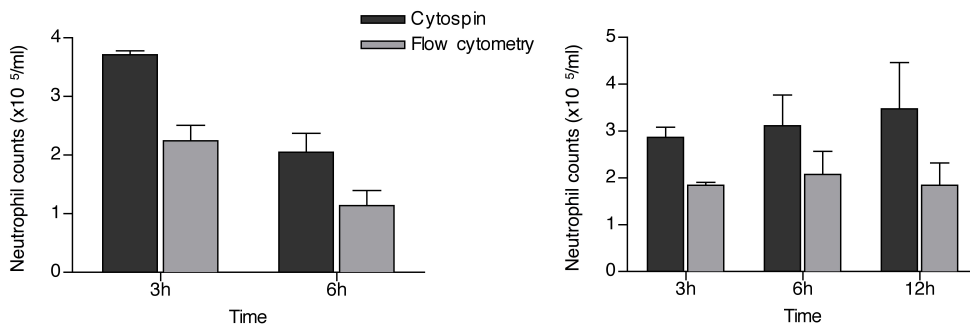 Cytospin
Flow cytometry
Neutrophil counts (x10 5/ml)
4
3
2
1
0
3h
6h
Time
Neutrophil counts (x10 5/ml)
5
4
3
2
1
0
3h
6h
12h
Time